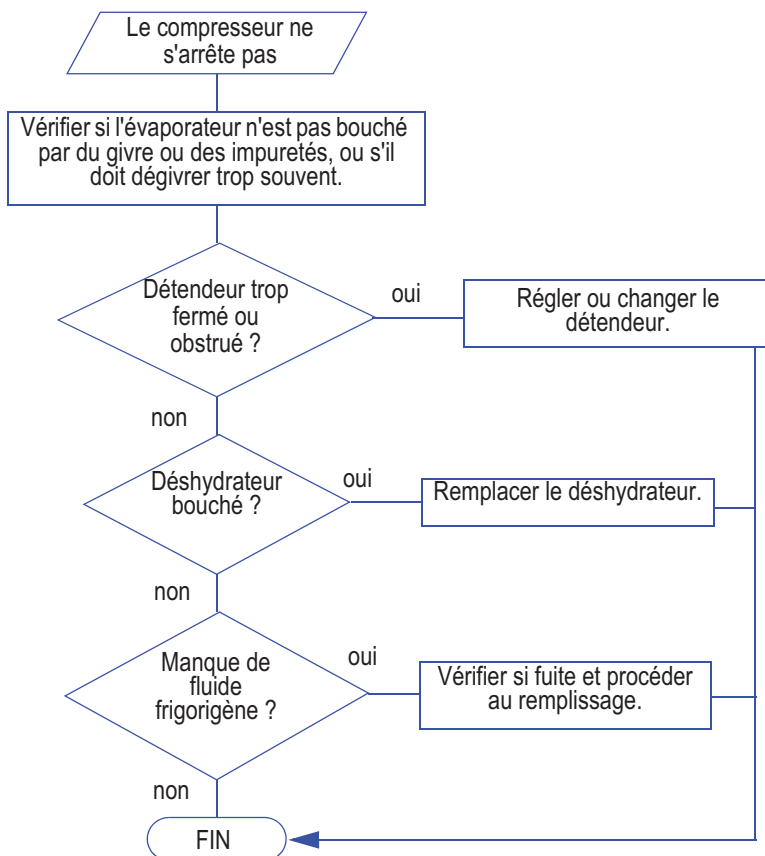 Le compresseur ne
s'arrête pas
Vérifier si l'évaporateur n'est pas bouché
par du givre ou des impuretés, ou s'il
doit dégivrer trop souvent.
Détendeur trop
fermé ou
obstrué ?
oui
Régler ou changer le
détendeur.
non
Déshydrateur
bouché ?
oui
Remplacer le déshydrateur.
non
Manque de
fluide
frigorigène ?
oui
Vérifier si fuite et procéder
au remplissage.
non
FIN